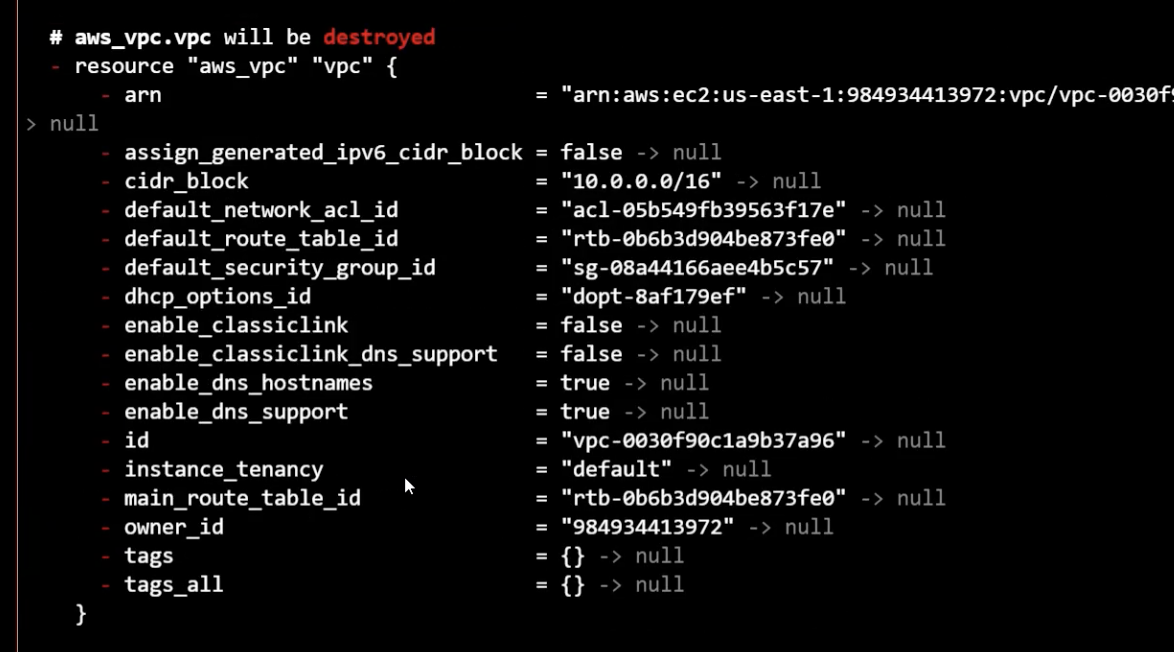 # aws_vpc.vpc will be destroyed
- resource "aws_vpc" "vpc" {
- arn = "arn:aws:ec2:us-east-1:984934413972:vpc/vpc-0030f9
> null
- assign_generated_ipv6_cidr_block = false -> null
- cidr_block = "10.0.0.0/16" -> null
- default_network_acl_id = "acl-05b549fb39563f17e" -> null
- default_route_table_id = "rtb-0b6b3d904be873fe0" -> null
- default_security_group_id = "sg-08a44166aee4b5c57" -> null
- dhcp_options_id = "dopt-8af179ef" -> null
- enable_classiclink = false -> null
- enable_classiclink_dns_support = false -> null
- enable_dns_hostnames = true -> null
- enable_dns_support = true -> null
- id = "vpc-0030f90c1a9b37a96" -> null
- instance_tenancy = "default" -> null
- main_route_table_id = "rtb-0b6b3d904be873fe0" -> null
- owner_id = "984934413972" -> null
- tags = {} -> null
- tags_all = {} -> null
}